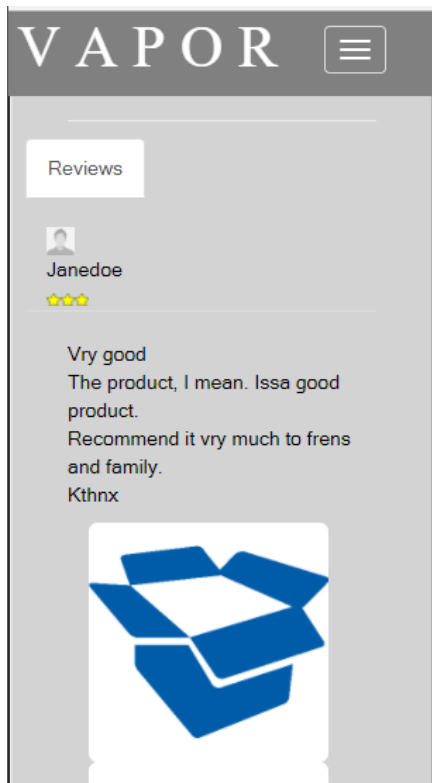 VAPOR
Reviews
Janedoe
Vry good
The product, I mean. Issa good
product.
Recommend it vry much to frens
and family.
Kthnx